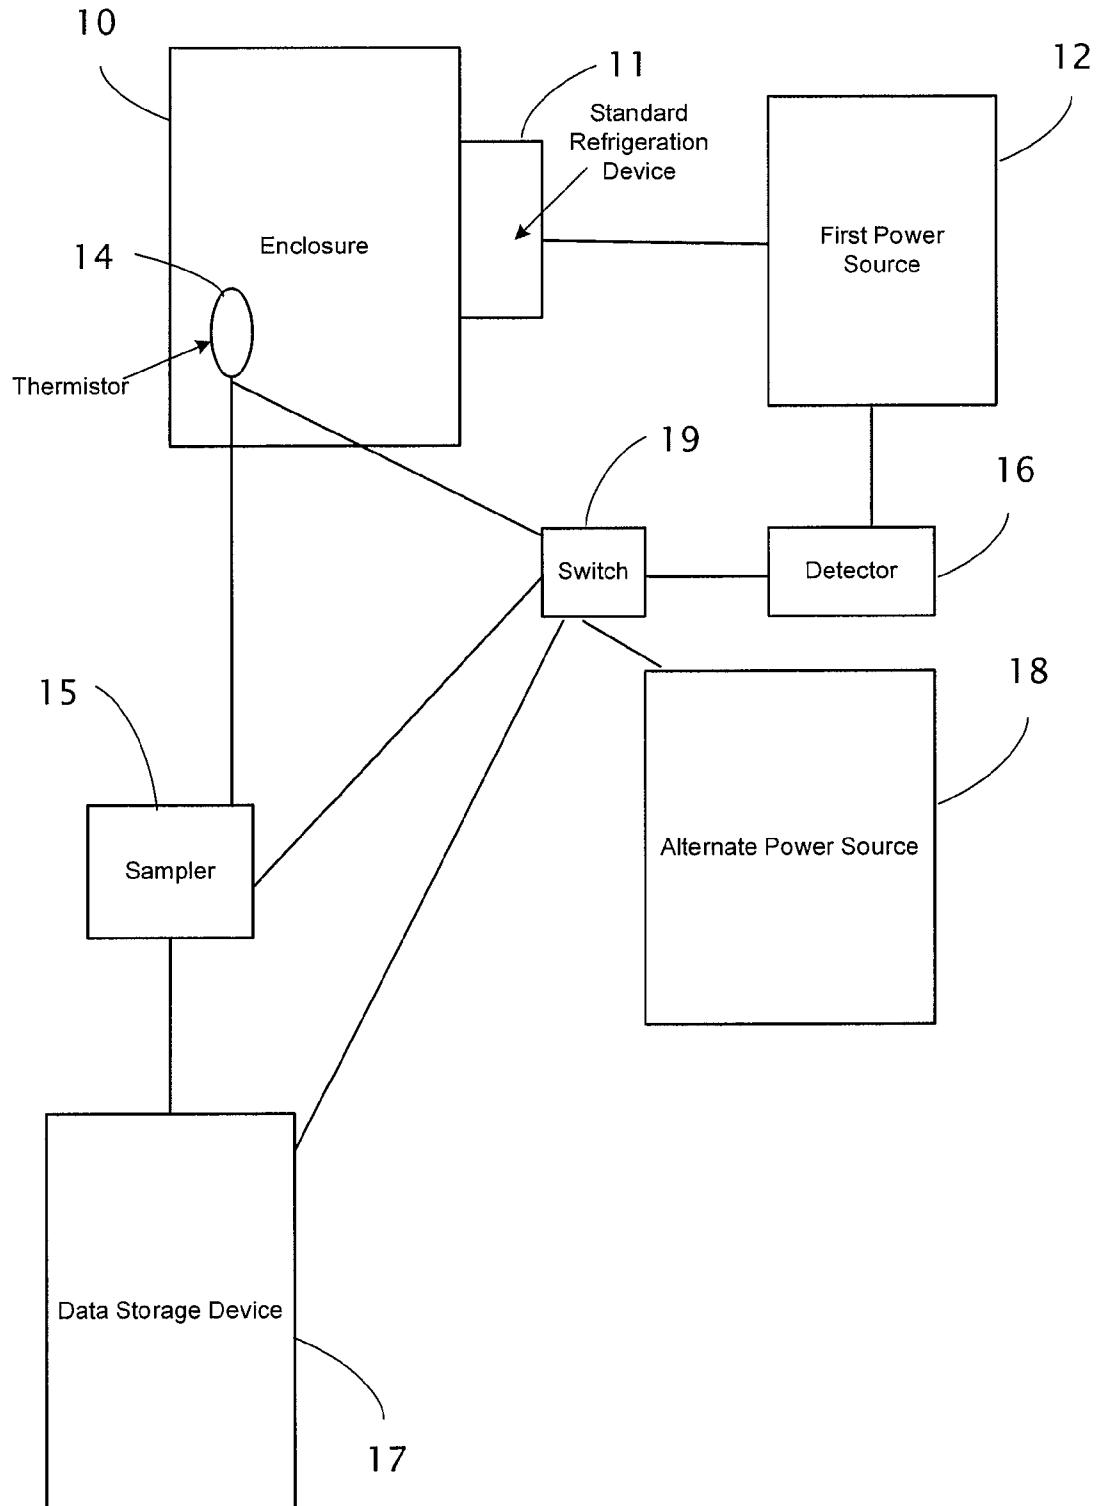 10
11
12
Standard
Refrigeration
Device
Enclosure
First Power
Source
14
Thermistor
19
16
Switch
Detector
15
18
Sampler
Alternate Power Source
Data Storage Device
17